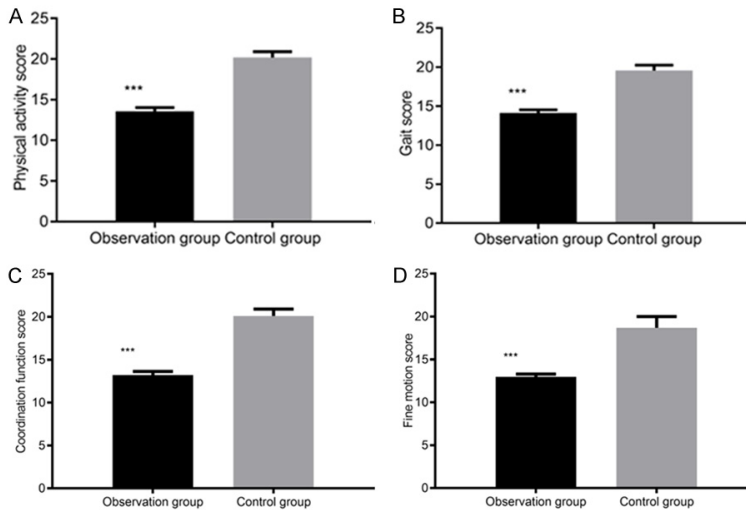 A
Physical activity score
25
20
15
10
5
0
***
Observation group Control group
B
Gait score
25
20
15
10
5
0
***
Observation group Control group
C
Coordination function score
25
20
15
10
5
0
***
Observation group Control group
D
Fine motion score
25
20
15
10
5
0
***
Observation group Control group